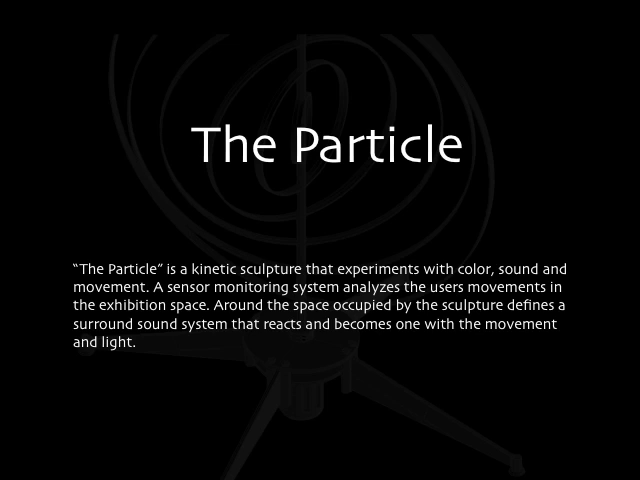 The Particle
“The Particle” is a kinetic sculpture that experiments with color, sound and
movement. A sensor monitoring system analyzes the users movements in
the exhibition space. Around the space occupied by the sculpture defines a
surround sound system that reacts and becomes one with the movement
and light.